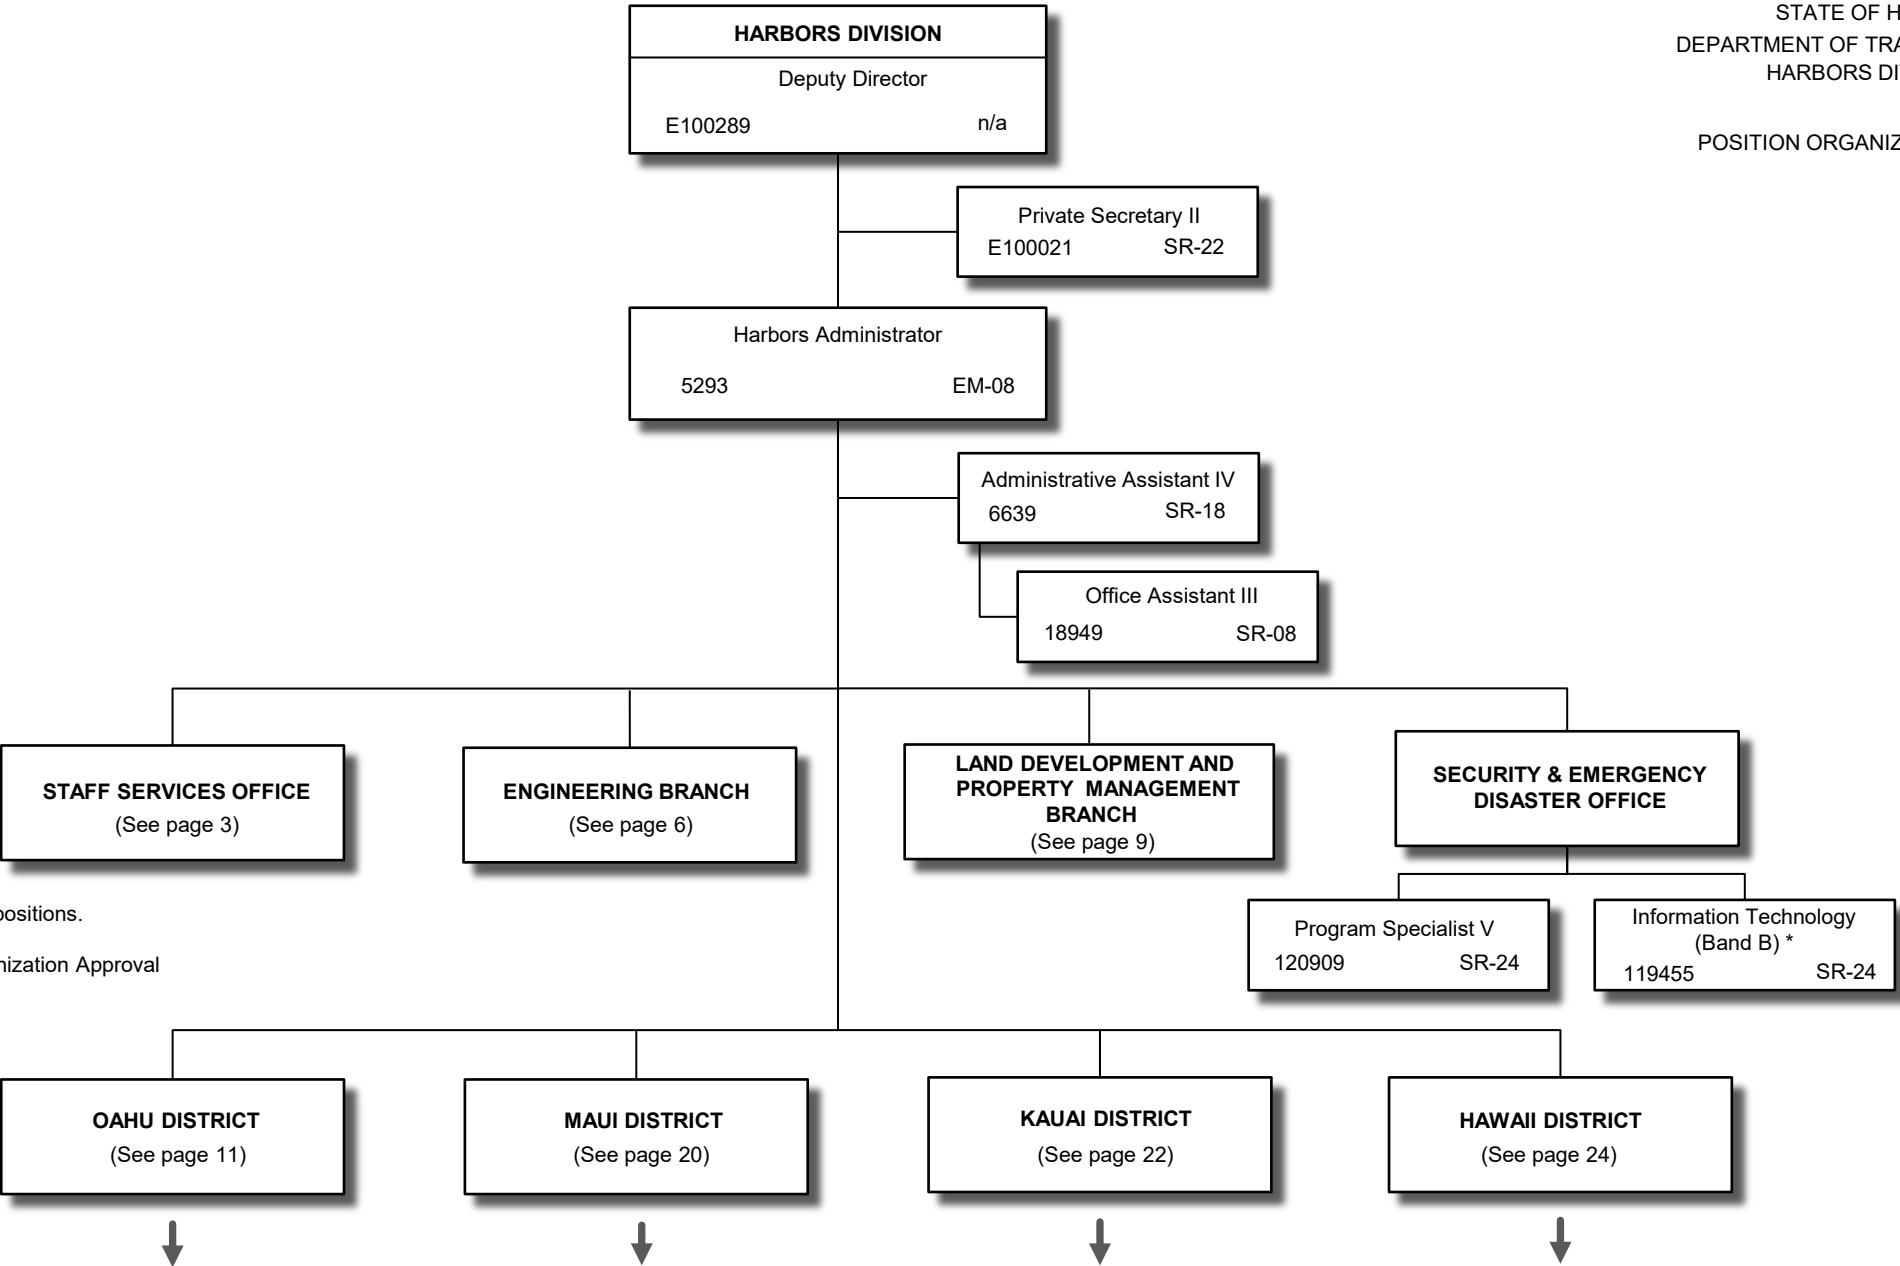 STATE OF H
DEPARTMENT OF TRA
HARBORS DI
POSITION ORGANIZ
HARBORS DIVISION
Deputy Director
E100289 n/a
Private Secretary II
E100021 SR-22
Harbors Administrator
5293 EM-08
Administrative Assistant IV
6639 SR-18
Office Assistant III
18949 SR-08
STAFF SERVICES OFFICE
(See page 3)
ENGINEERING BRANCH
(See page 6)
LAND DEVELOPMENT AND
PROPERTY MANAGEMENT
BRANCH
(See page 9)
SECURITY & EMERGENCY
DISASTER OFFICE
Program Specialist V
120909 SR-24
Information Technology
(Band B) *
119455 SR-24
positions.
nization Approval
OAHU DISTRICT
(See page 11)
MAUI DISTRICT
(See page 20)
KAUAI DISTRICT
(See page 22)
HAWAII DISTRICT
(See page 24)